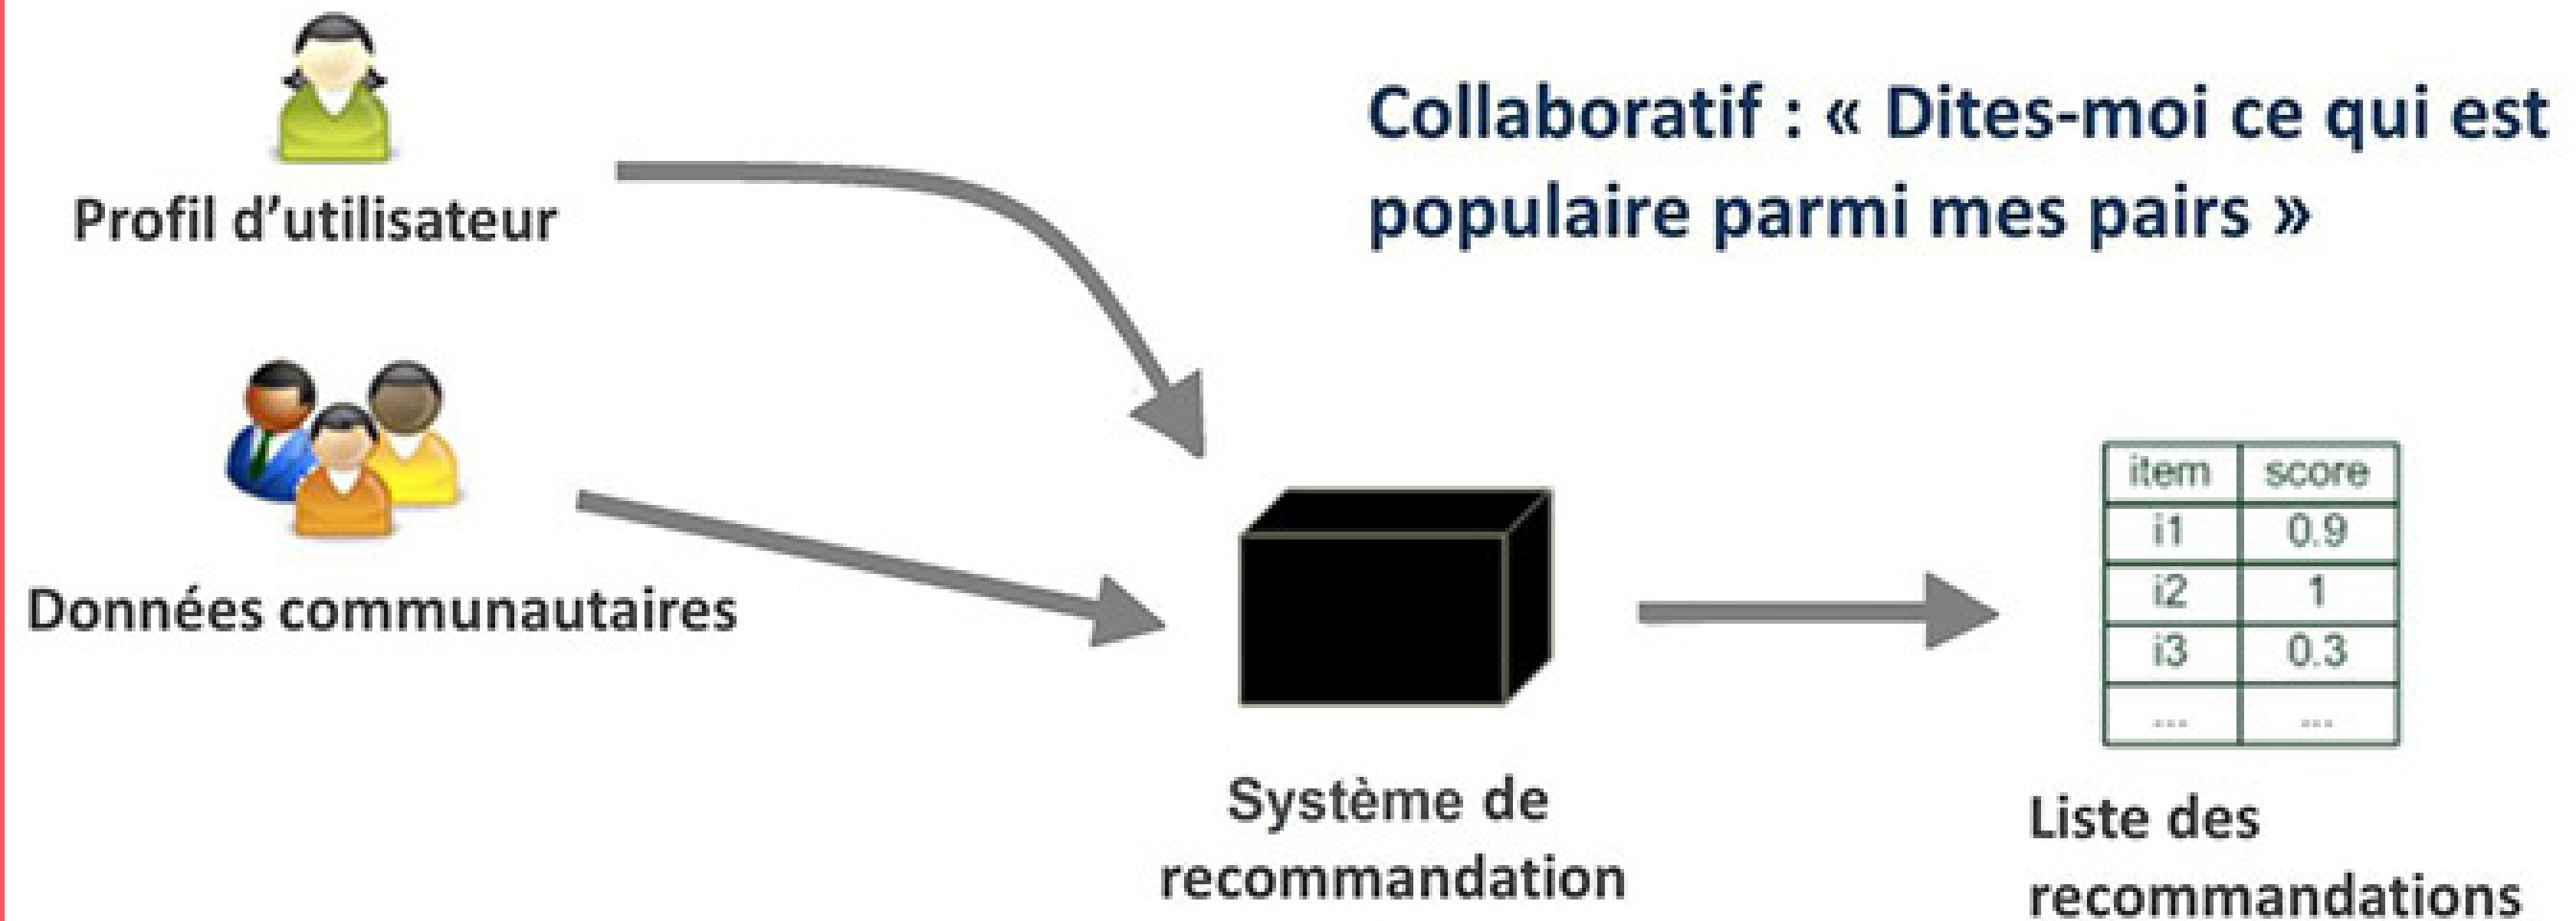 Profil d’utilisateur
Collaboratif : « Dites-moi ce qui est
populaire parmi mes pairs »
Données communautaires
Système de
recommandation
item score
i1 0.9
i2 1
i3 0.3
... ...
Liste des
recommandations